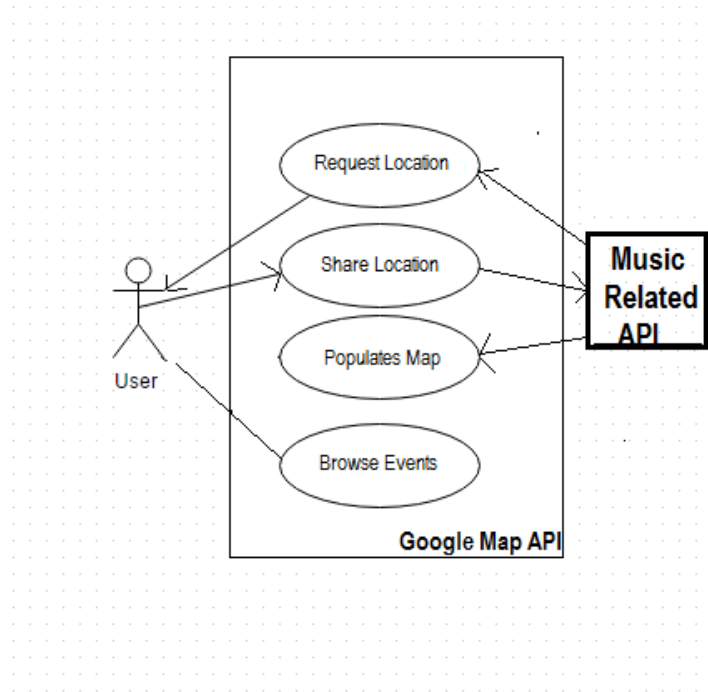 Request Location
Share Location
Populates Map
Browse Events
User
Music
Related
API
Google Map API